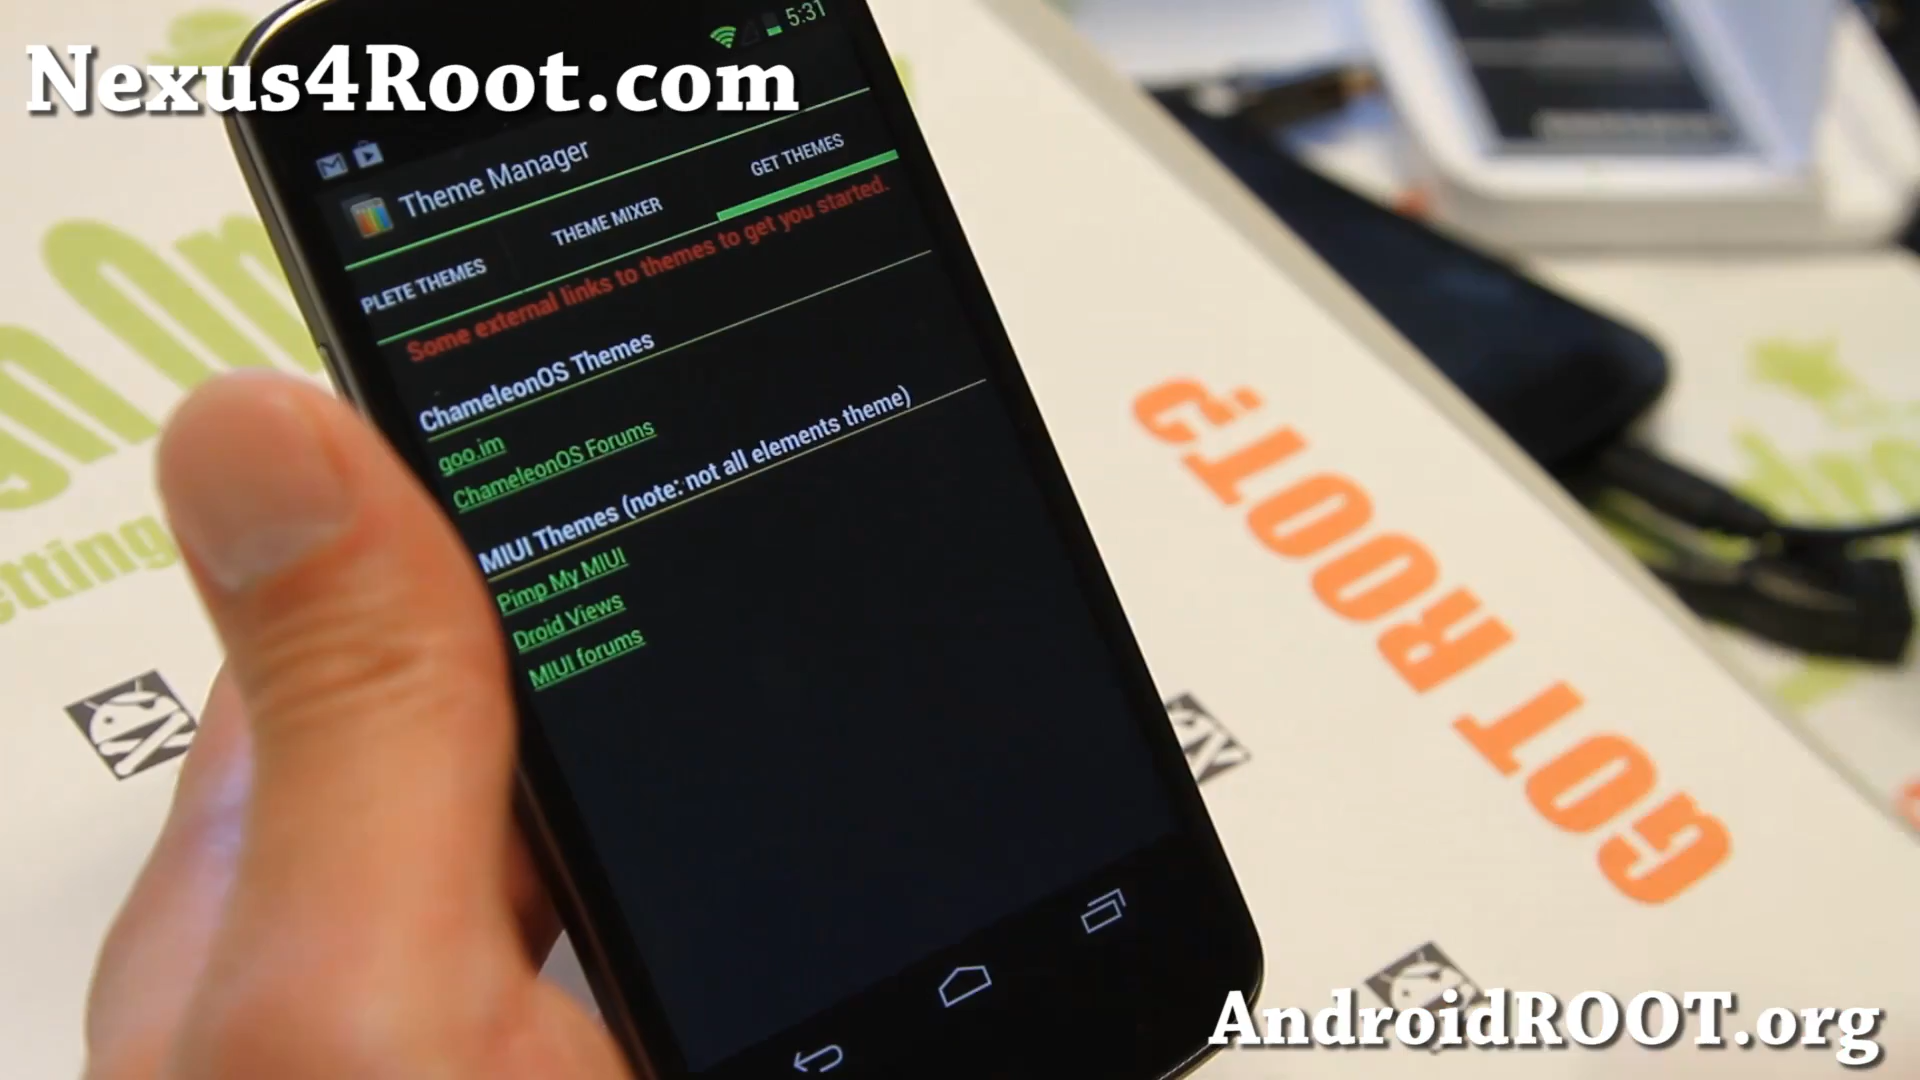 Nexus4Root.com
5:31
Theme Manager
PLETE THEMES
THEME MIXER
GET THEMES
Some external links to themes to get you started.
ChameleonOS Themes
goo.im
ChameleonOS Forums
MIUI Themes (note: not all elements theme)
Pimp My MIUI
Droid Views
MIUI forums
GOT ROOT?
etting
AndroidROOT.org